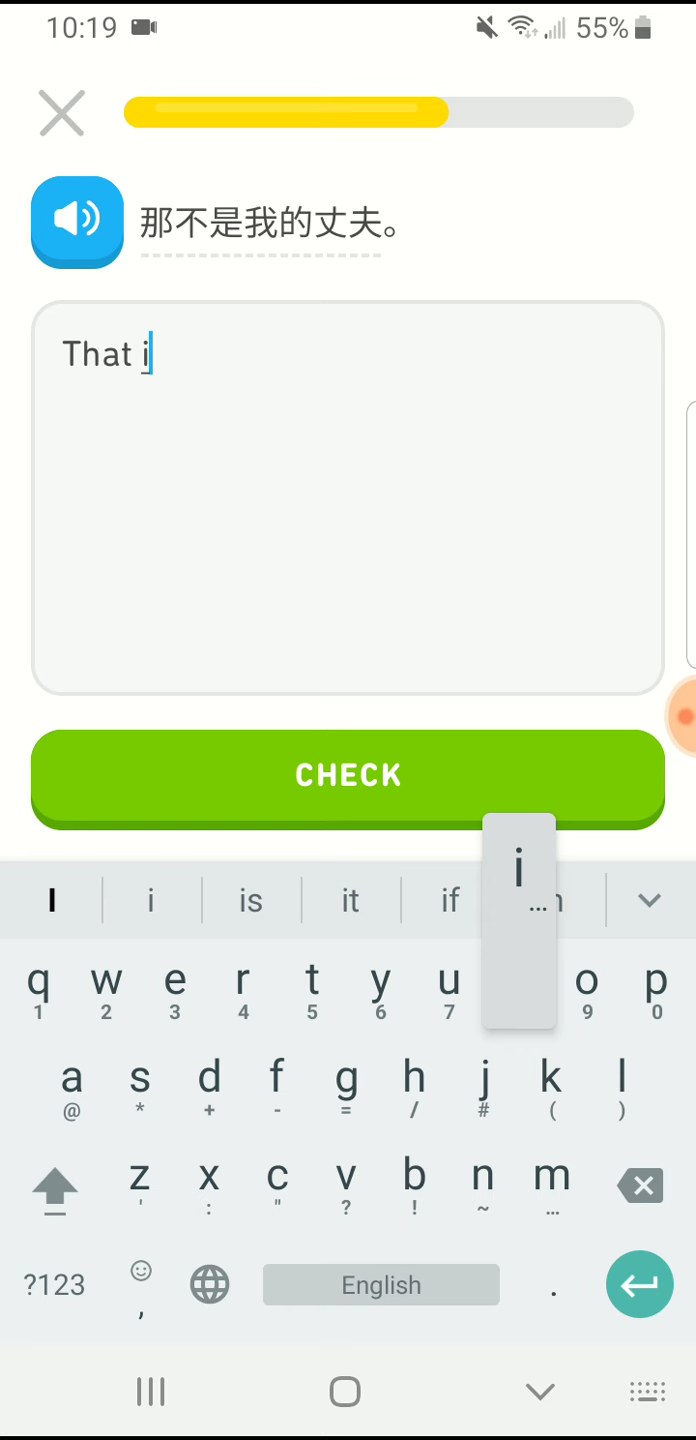 10:19 55%
那不是我的丈夫。
That i
CHECK
i
I i is it if
q w e r t y u o p
1 2 3 4 5 6 7 9 0
a s d f g h j k l
@ * + - = / # ( )
z x c v b n m
' : " ? ! ~ …
?123 , English .